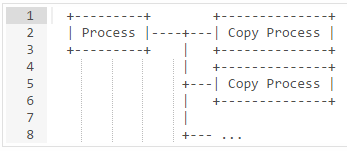 1      +---------+         +---------------+
2      | Process |----+---| Copy Process |
3      +---------+    |    +---------------+
4                     |    +---------------+
5                     +---| Copy Process |
6                     |    +---------------+
7                     |
8                     +--- ...